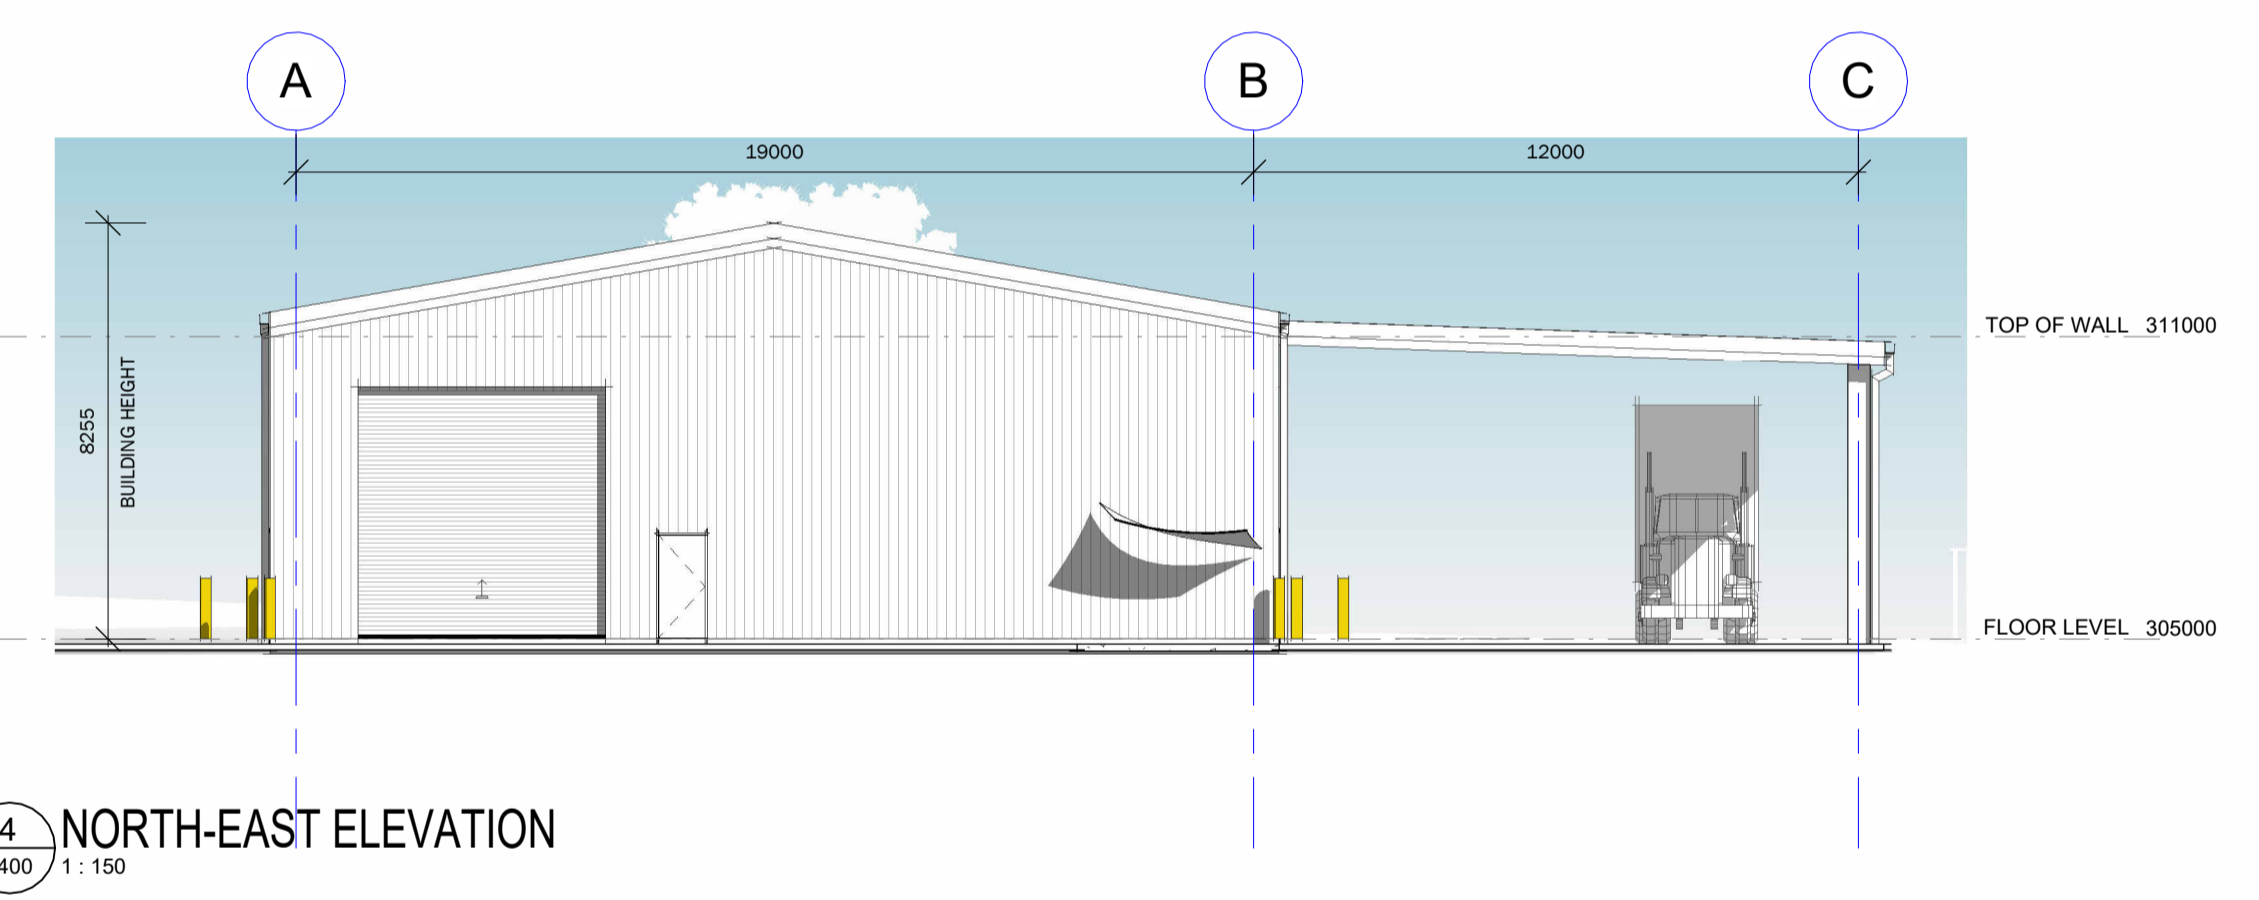 A B C
19000 12000
8255
BUILDING HEIGHT
TOP OF WALL 311000
FLOOR LEVEL 305000
4
NORTH-EAST ELEVATION
400
1 : 150